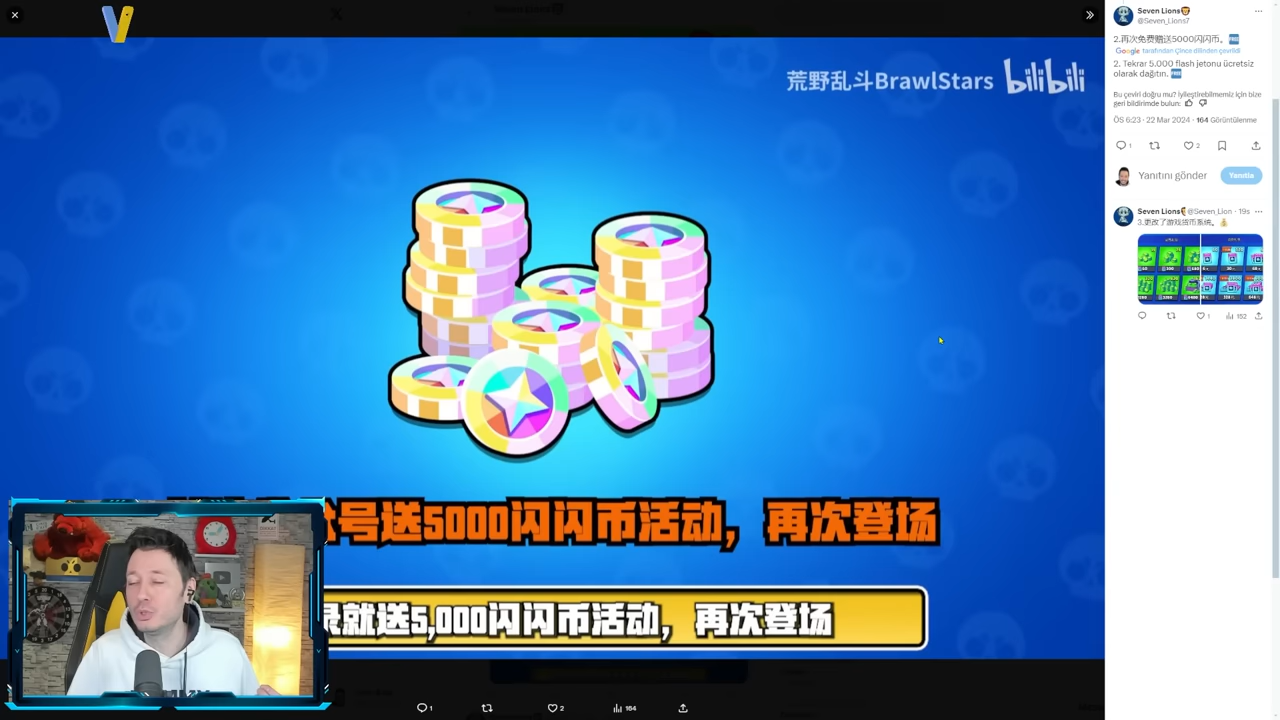 荒野乱斗BrawlStars bilibili
号送5000闪闪币活动，再次登场
就送5,000闪闪币活动，再次登场
1
2
164
Seven Lions
@Seven_Lions7
2.再次免费赠送5000闪闪币。
Google tarafından Çince dilinden çevrildi
2. Tekrar 5.000 flash jetonu ücretsiz
olarak dağıtın.
Bu çeviri doğru mu? İyileştirebilmemiz için bize
geri bildirimde bulun:
ÖS 6:23 · 22 Mar 2024 · 164 Görüntülenme
1
2
Yanıtını gönder
Yanıtla
Seven Lions @Seven_Lion · 19s
3.更改了游戏货币系统。
1
152